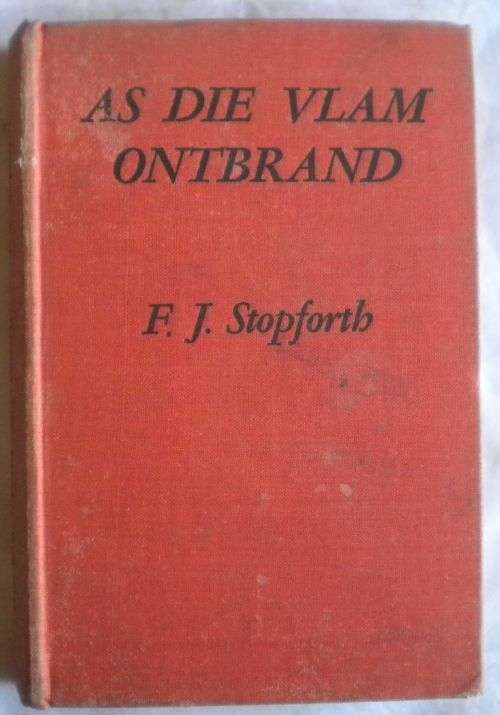 AS DIE VLAM
ONTBRAND
F. J. Stopforth